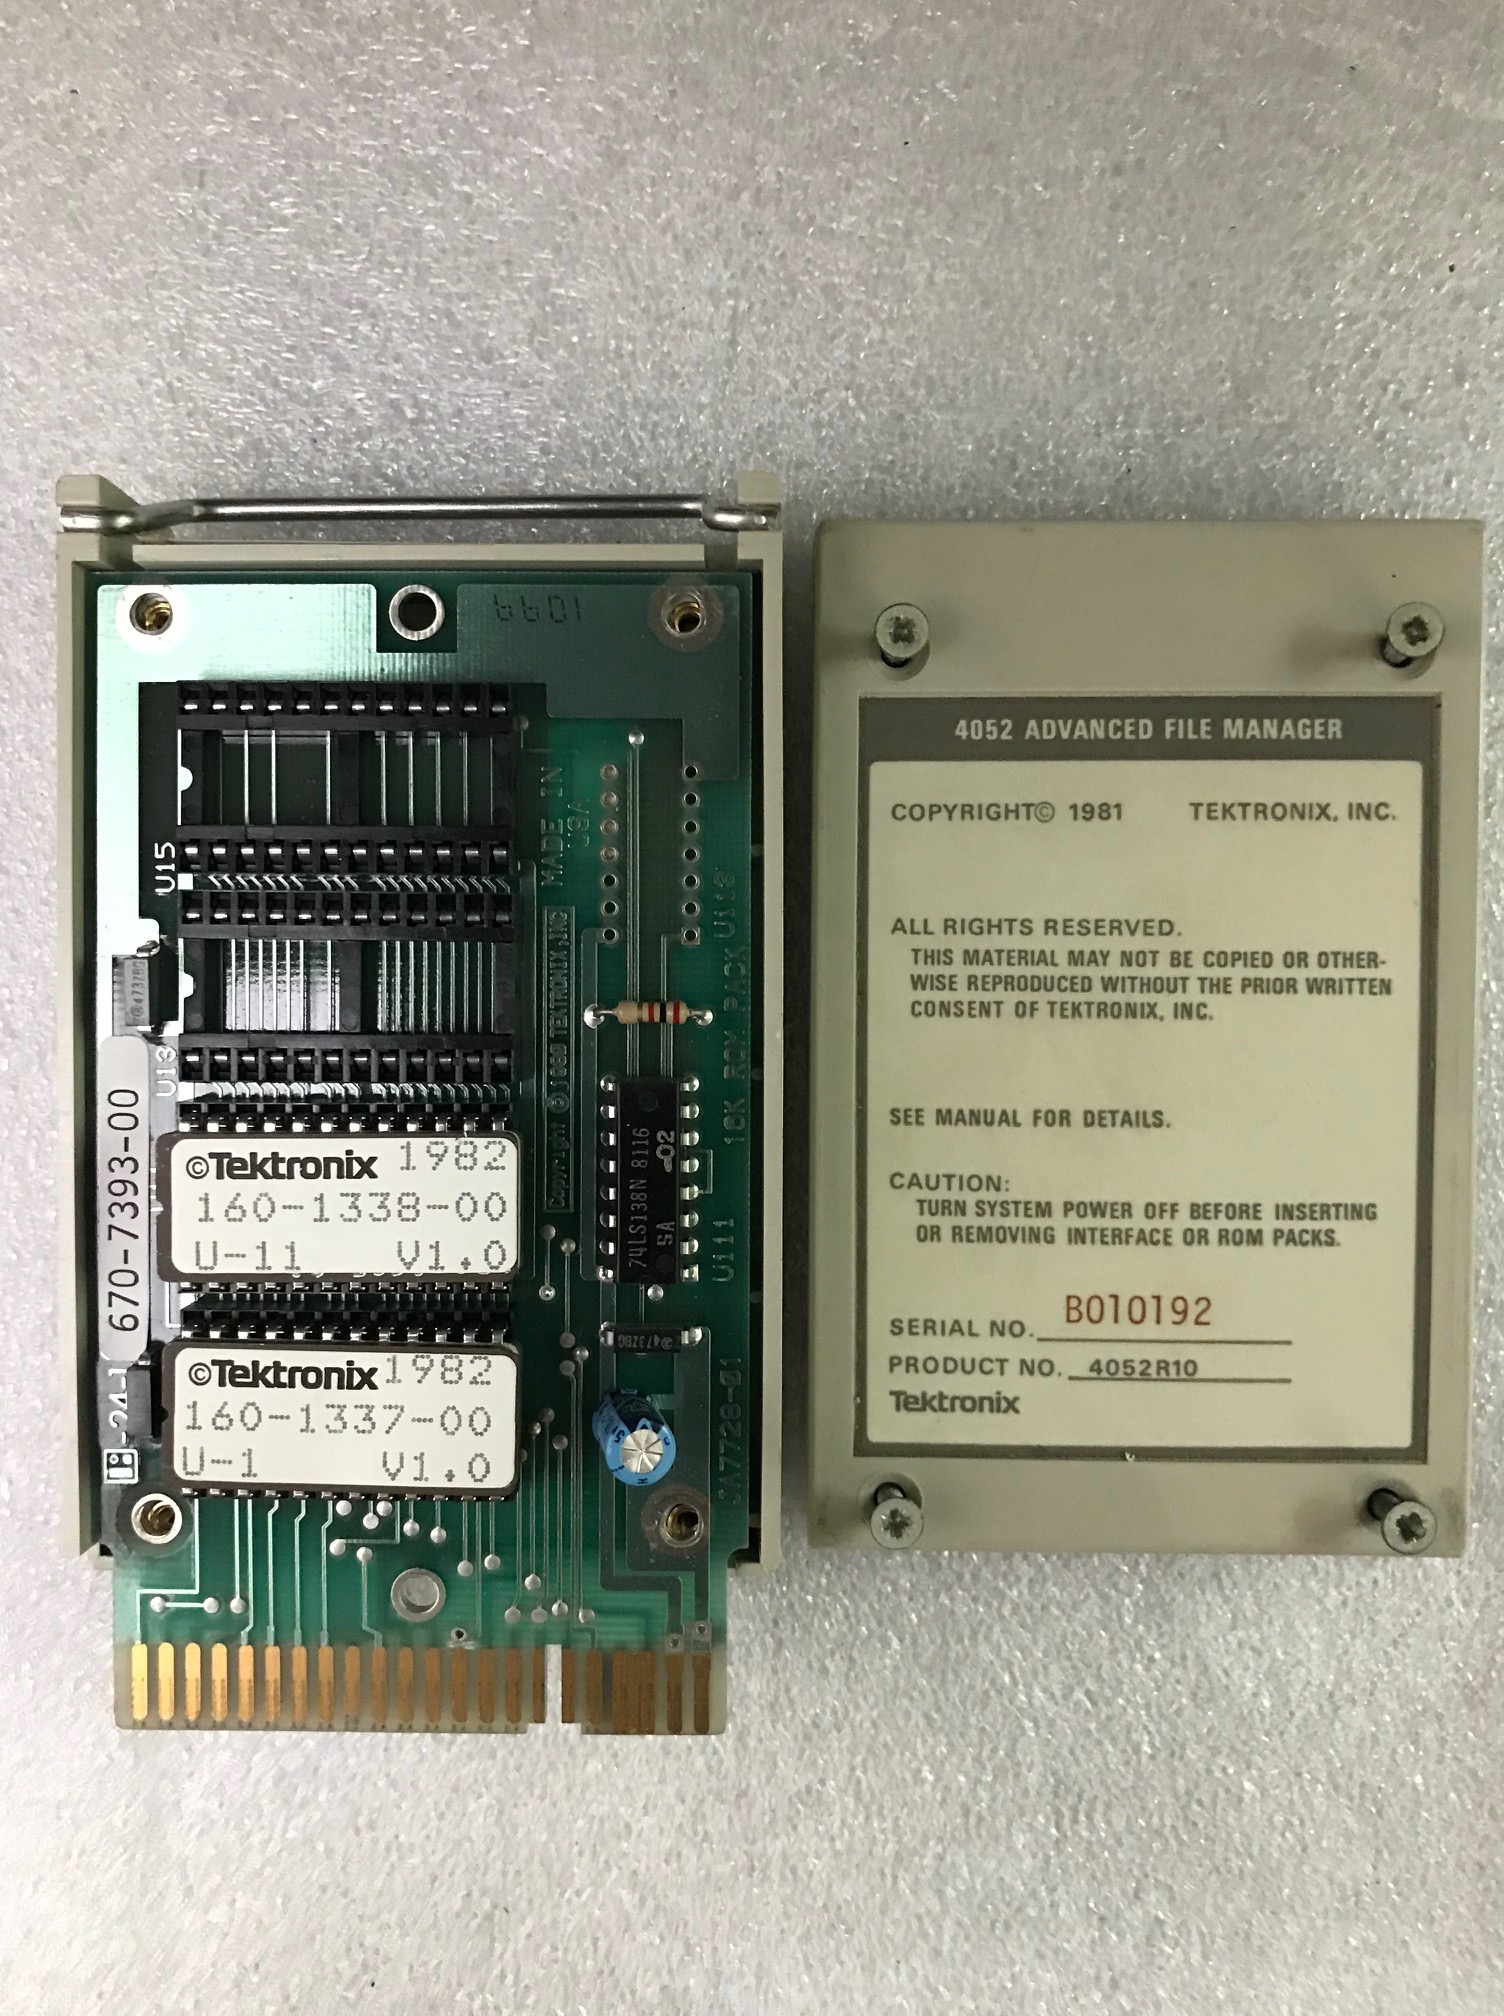 U15
U13
670-7393-00
©Tektronix 1982
160-1338-00
U-11 V1.0
©Tektronix 1982
160-1337-00
U-1 V1.0
MADE IN
USA
TEKTRONIX, INC
16K ROM PACK U118
74LS138N 8116
U111
4052 ADVANCED FILE MANAGER
COPYRIGHT© 1981 TEKTRONIX, INC.
ALL RIGHTS RESERVED.
THIS MATERIAL MAY NOT BE COPIED OR OTHER-
WISE REPRODUCED WITHOUT THE PRIOR WRITTEN
CONSENT OF TEKTRONIX, INC.
SEE MANUAL FOR DETAILS.
CAUTION:
TURN SYSTEM POWER OFF BEFORE INSERTING
OR REMOVING INTERFACE OR ROM PACKS.
SERIAL NO. B010192
PRODUCT NO. 4052R10
Tektronix